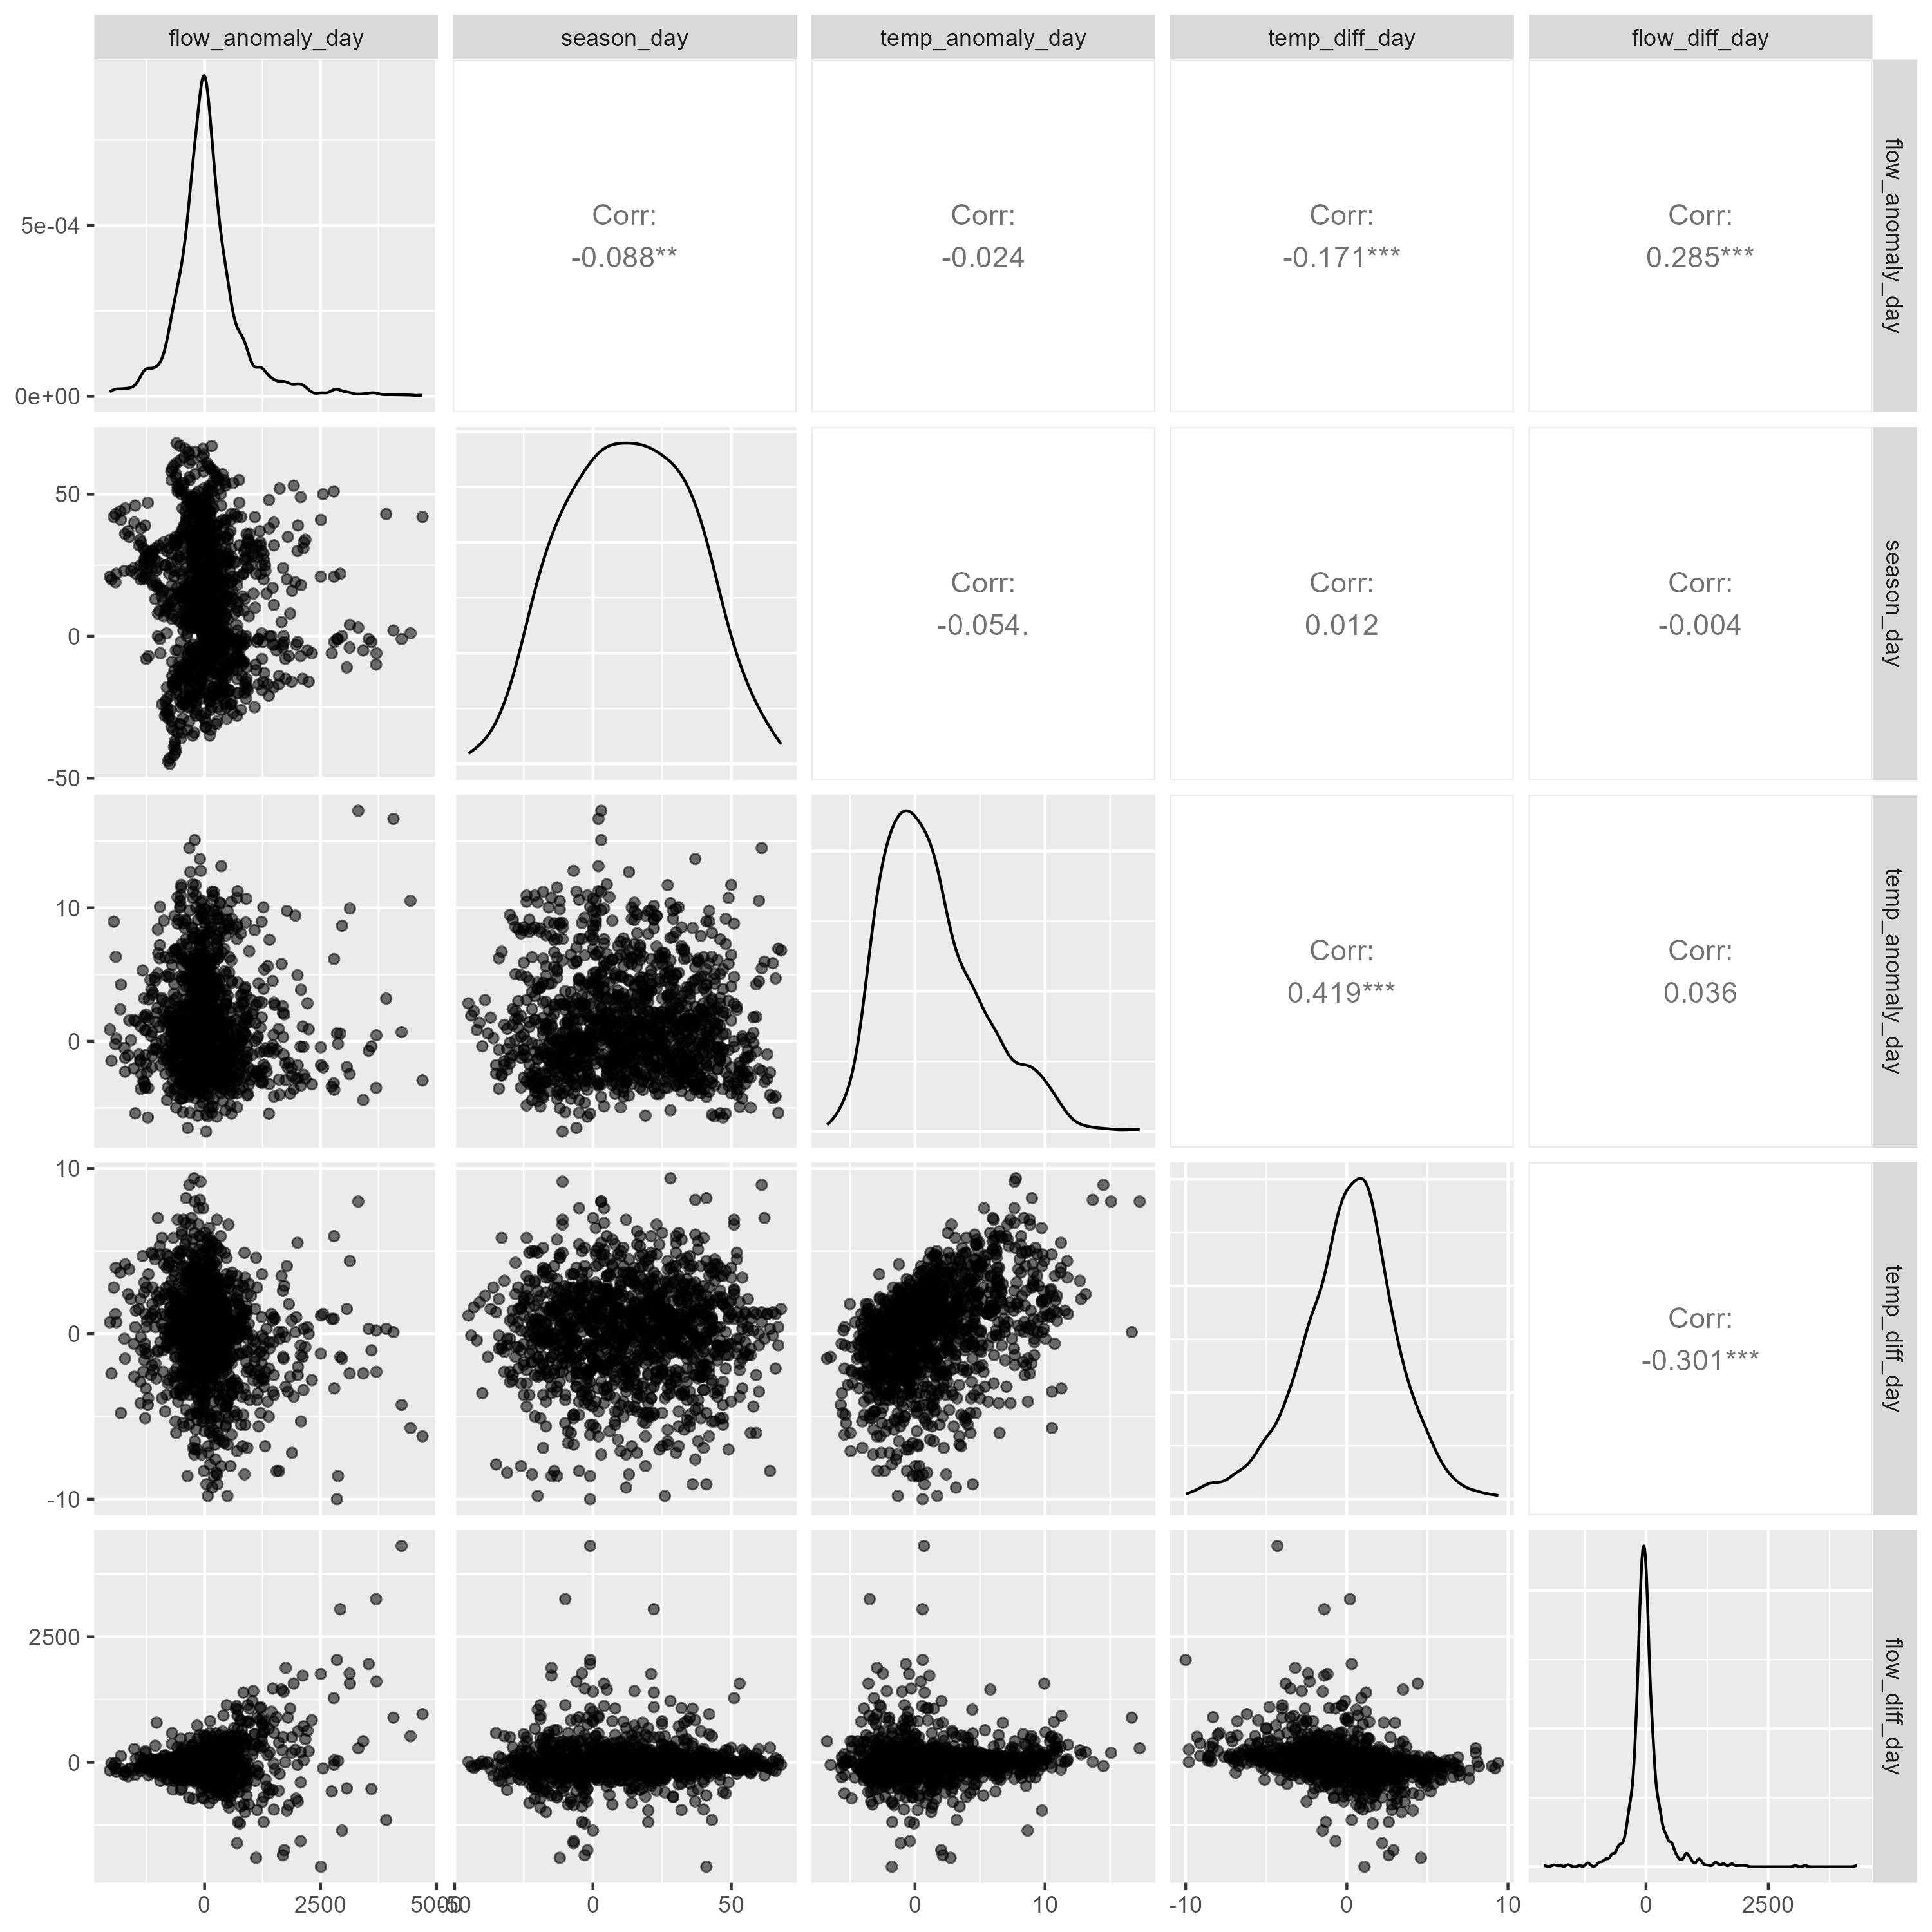 flow_anomaly_day
season_day
temp_anomaly_day
temp_diff_day
flow_diff_day
5e-04
0e+00
Corr:
-0.088**
Corr:
-0.024
Corr:
-0.171***
Corr:
0.285***
flow_anomaly_day
50
0
-50
Corr:
-0.054.
Corr:
0.012
Corr:
-0.004
season_day
10
0
Corr:
0.419***
Corr:
0.036
temp_anomaly_day
10
0
-10
Corr:
-0.301***
temp_diff_day
2500
0
flow_diff_day
0
2500
5000
-50
0
50
0
10
-10
0
10
0
2500